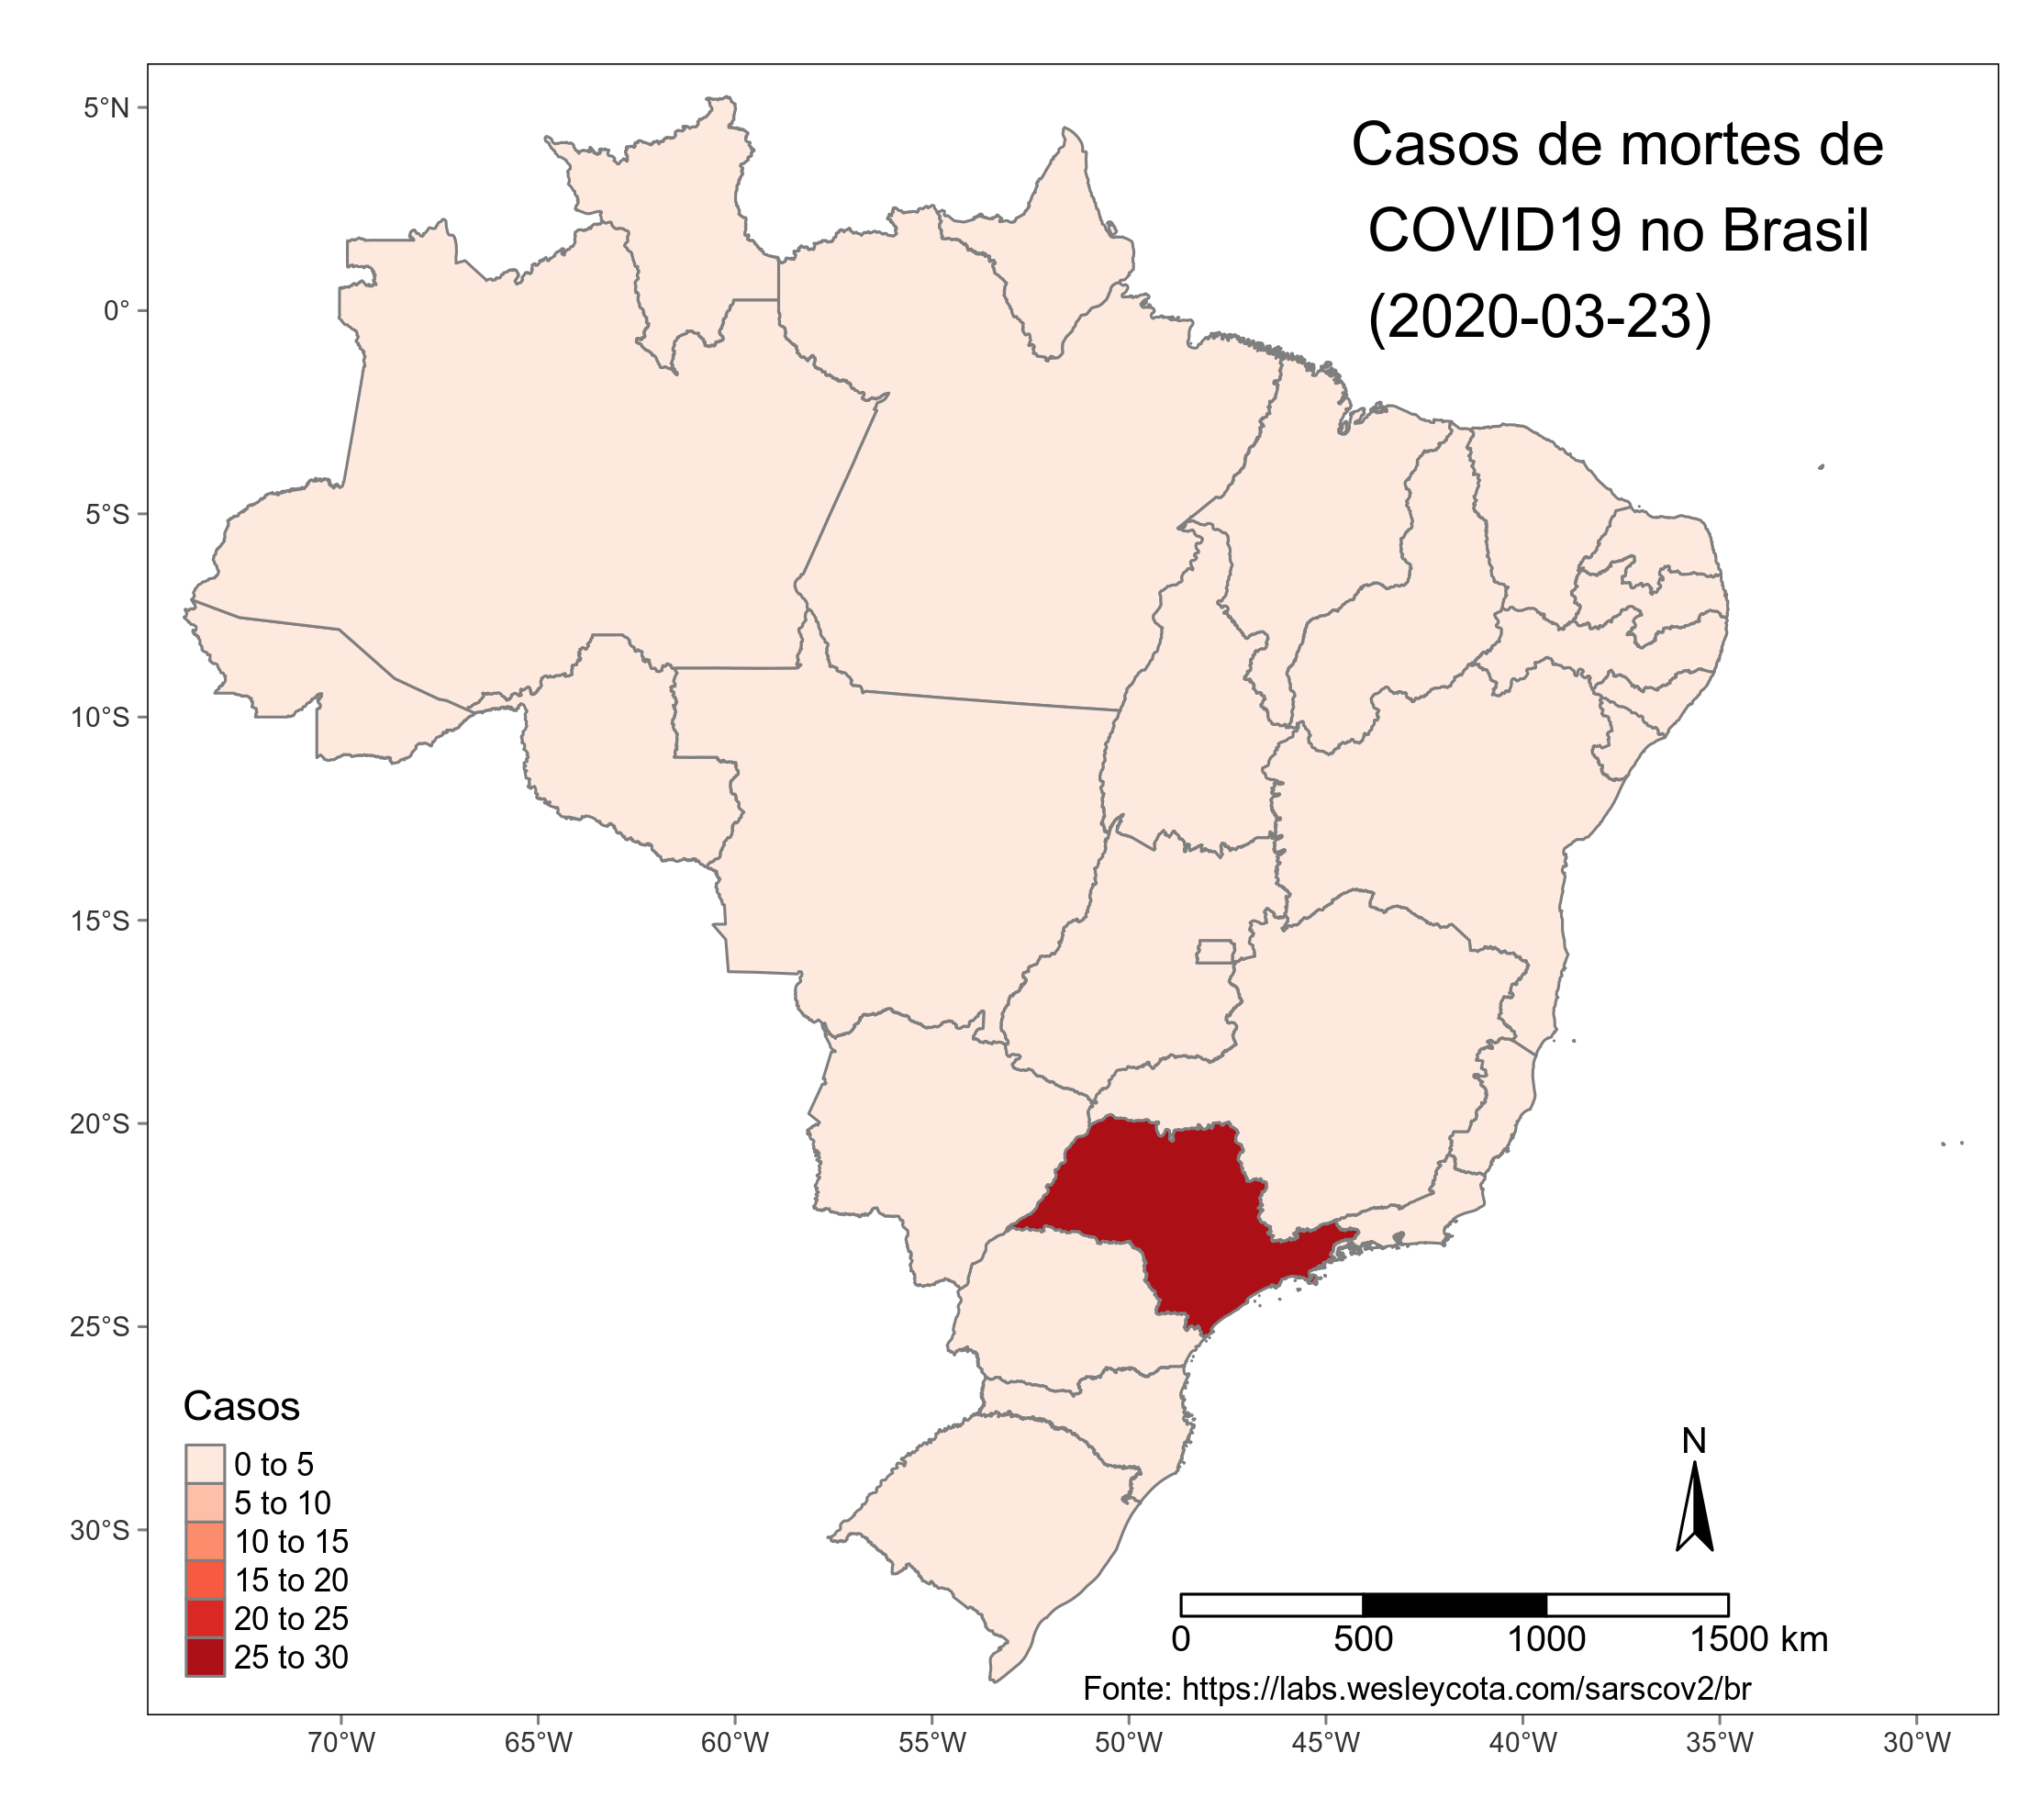 Casos de mortes de
COVID19 no Brasil
(2020-03-23)
5°N
0°
5°S
10°S
15°S
20°S
25°S
30°S
Casos
0 to 5
5 to 10
10 to 15
15 to 20
20 to 25
25 to 30
N
0 500 1000 1500 km
Fonte: https://labs.wesleycota.com/sarscov2/br
70°W 65°W 60°W 55°W 50°W 45°W 40°W 35°W 30°W